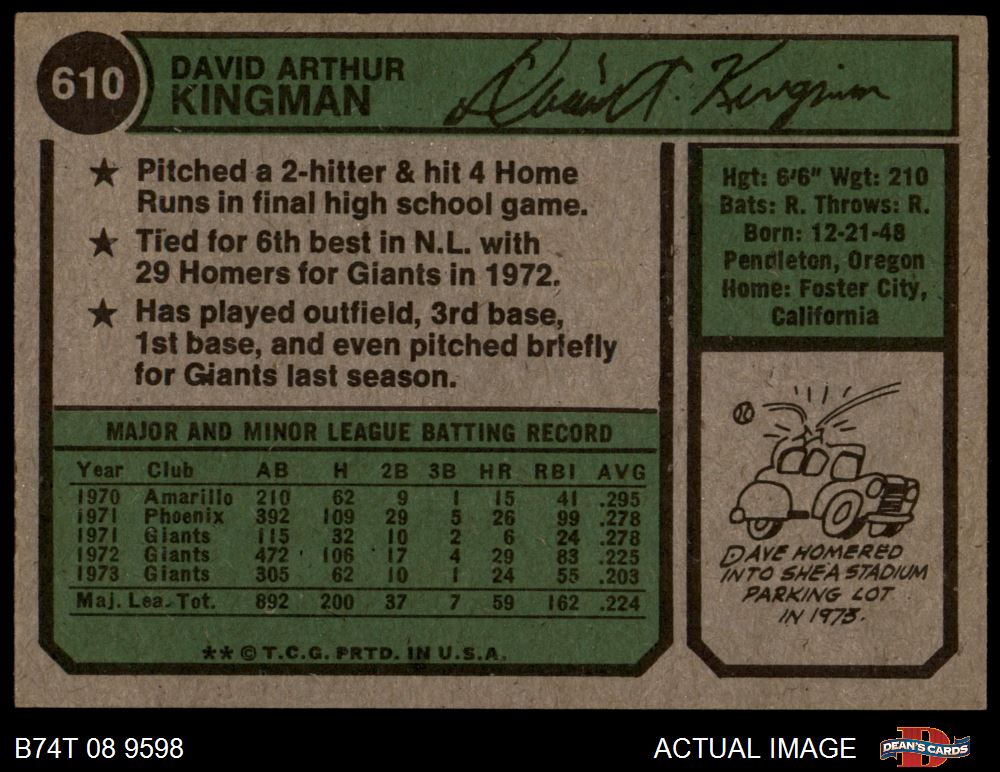 610
DAVID ARTHUR
KINGMAN
David A. Kingman
★ Pitched a 2-hitter & hit 4 Home
Runs in final high school game.
★ Tied for 6th best in N.L. with
29 Homers for Giants in 1972.
★ Has played outfield, 3rd base,
1st base, and even pitched briefly
for Giants last season.
Hgt: 6'6" Wgt: 210
Bats: R. Throws: R.
Born: 12-21-48
Pendleton, Oregon
Home: Foster City,
California
MAJOR AND MINOR LEAGUE BATTING RECORD
Year Club AB H 2B 3B HR RBI AVG
1970 Amarillo 210 62 9 1 15 41 .295
1971 Phoenix 392 109 29 5 26 99 .278
1971 Giants 115 32 10 2 6 24 .278
1972 Giants 472 106 17 4 29 83 .225
1973 Giants 305 62 10 1 24 55 .203
Maj. Lea. Tot. 892 200 37 7 59 162 .224
** © T.C.G. PRTD. IN U.S.A.
DAVE HOMERED
INTO SHEA STADIUM
PARKING LOT
IN 1973.
B74T 08 9598
ACTUAL IMAGE
DEAN'S CARDS